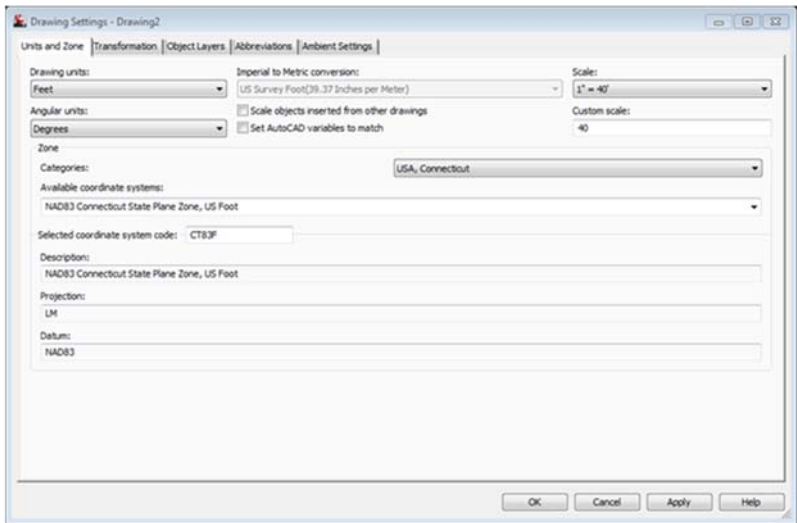 Drawing Settings - Drawing2
Units and Zone Transformation Object Layers Abbreviations Ambient Settings
Drawing units: Imperial to Metric conversion: Scale:
Feet US Survey Foot(39.37 Inches per Meter) 1" = 40'
Angular units: Scale objects inserted from other drawings Custom scale:
Degrees Set AutoCAD variables to match 40
Zone
Categories: USA, Connecticut
Available coordinate systems:
NAD83 Connecticut State Plane Zone, US Foot
Selected coordinate system code: CT83F
Description:
NAD83 Connecticut State Plane Zone, US Foot
Projection:
LM
Datum:
NAD83
OK Cancel Apply Help